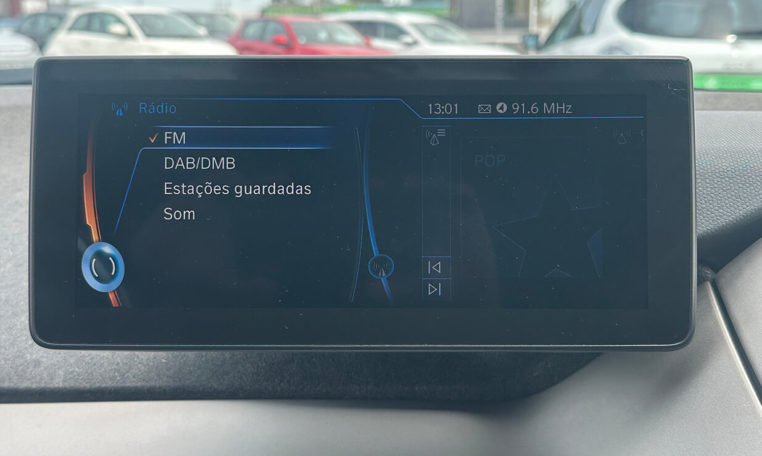 Rádio
13:01
91.6 MHz
FM
DAB/DMB
Estações guardadas
Som
POP